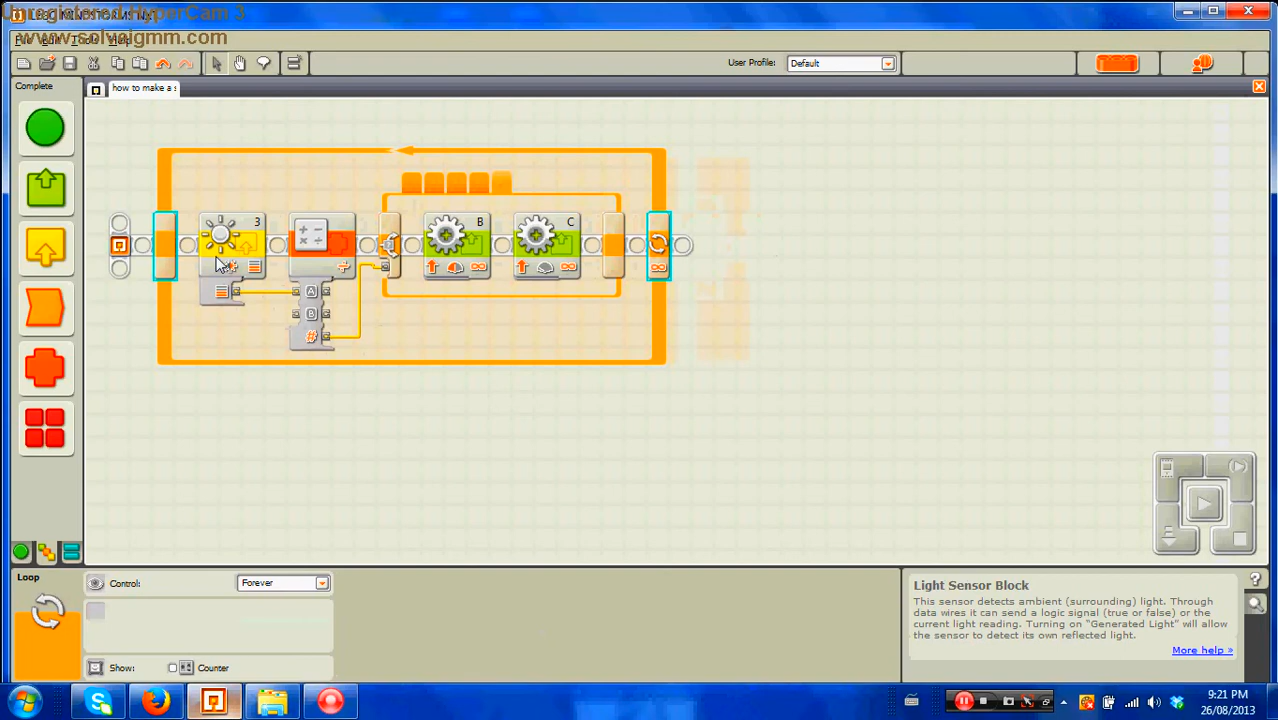 Unregistered HyperCam 3
www.solveigmm.com
User Profile: Default
Complete
how to make a s
3
B
C
A
B
#
Loop
Control: Forever
Show: Counter
Light Sensor Block
This sensor detects ambient (surrounding) light. Through
data wires it can send a logic signal (true or false) or the
current light reading. Turning on "Generated Light" will allow
the sensor to detect its own reflected light.
More help »
9:21 PM
26/08/2013